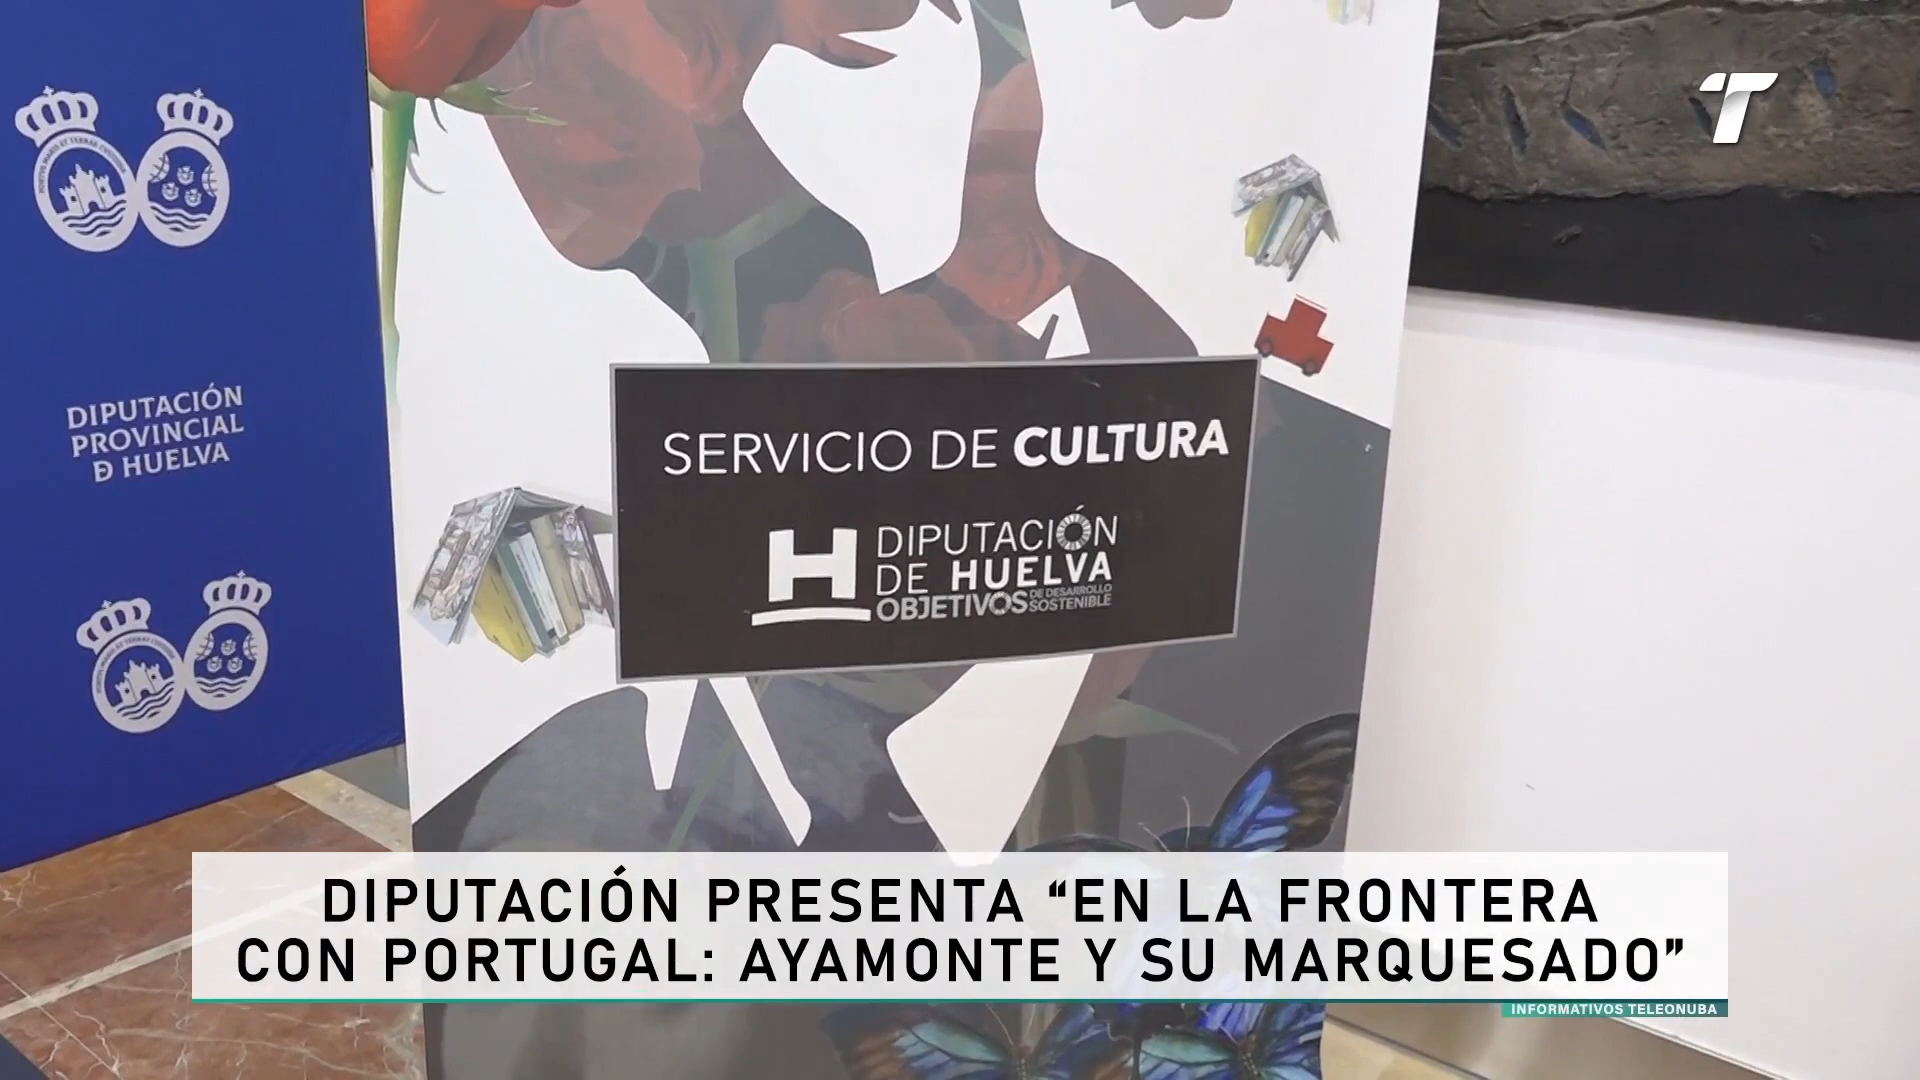 DIPUTACIÓN
PROVINCIAL
Ð HUELVA
SERVICIO DE CULTURA
H
DIPUTACIÓN
DE HUELVA
OBJETIVOS DE DESARROLLO
SOSTENIBLE
T
DIPUTACIÓN PRESENTA “EN LA FRONTERA
CON PORTUGAL: AYAMONTE Y SU MARQUESADO”
INFORMATIVOS TELEONUBA